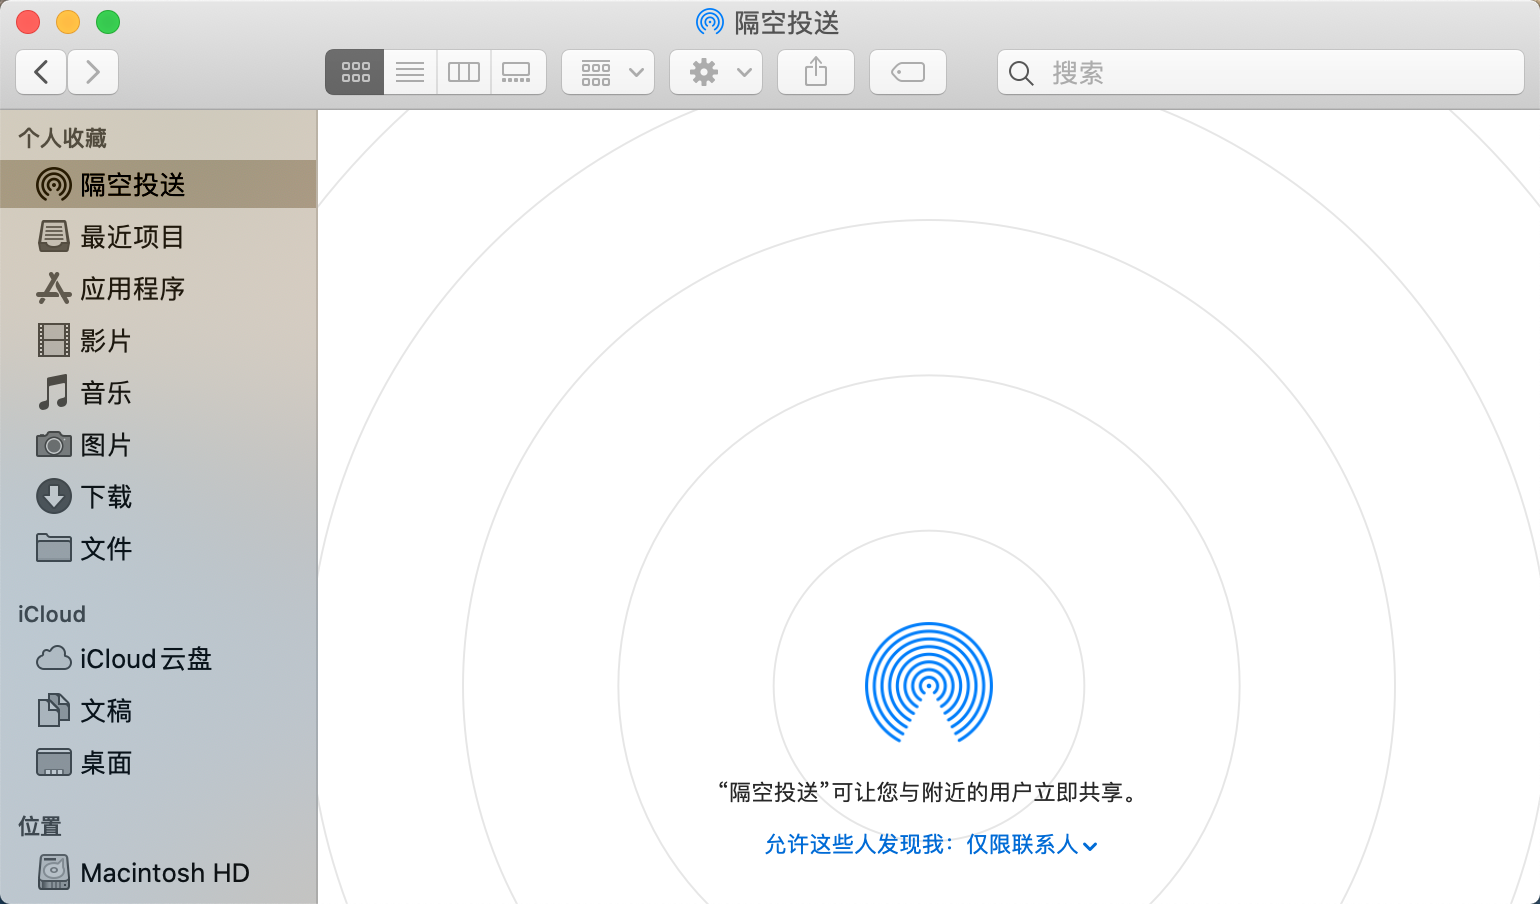 隔空投送
搜索
个人收藏
隔空投送
最近项目
应用程序
影片
音乐
图片
下载
文件
iCloud
iCloud云盘
文稿
桌面
位置
Macintosh HD
“隔空投送”可让您与附近的用户立即共享。
允许这些人发现我：仅限联系人